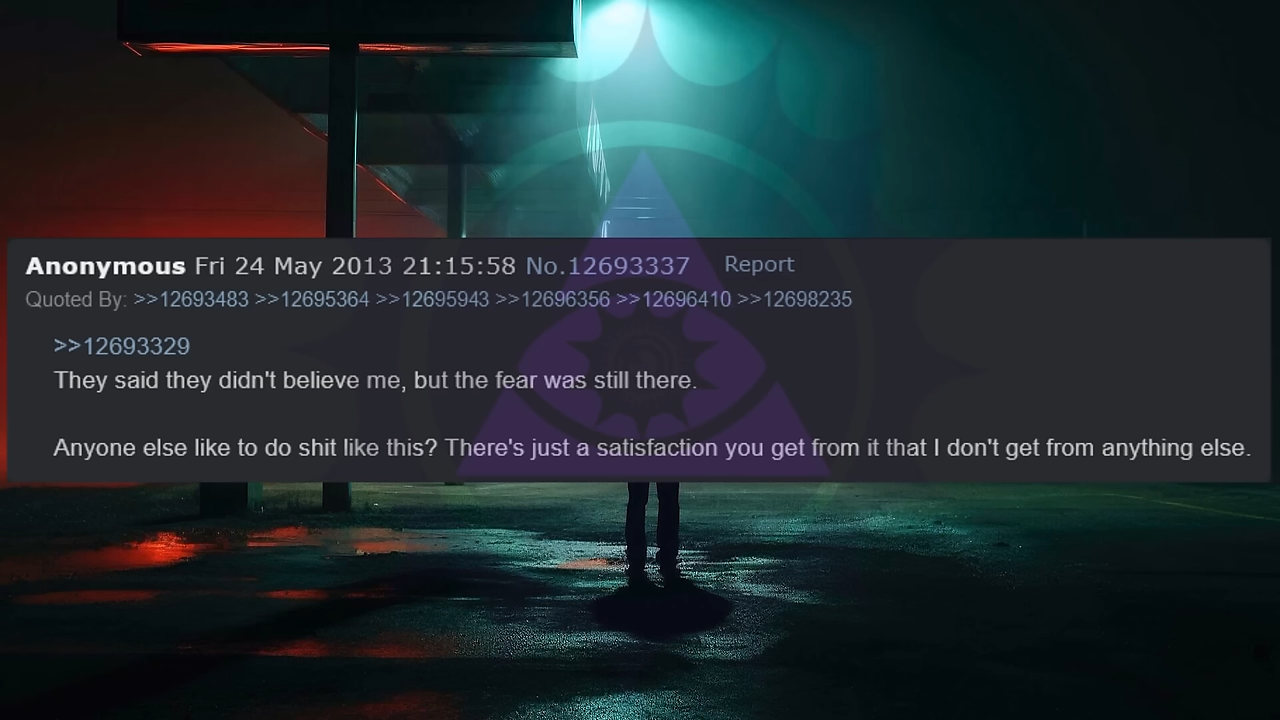 Anonymous Fri 24 May 2013 21:15:58 No.12693337 Report
Quoted By: >>12693483 >>12695364 >>12695943 >>12696356 >>12696410 >>12698235
>>12693329
They said they didn't believe me, but the fear was still there.
Anyone else like to do shit like this? There's just a satisfaction you get from it that I don't get from anything else.